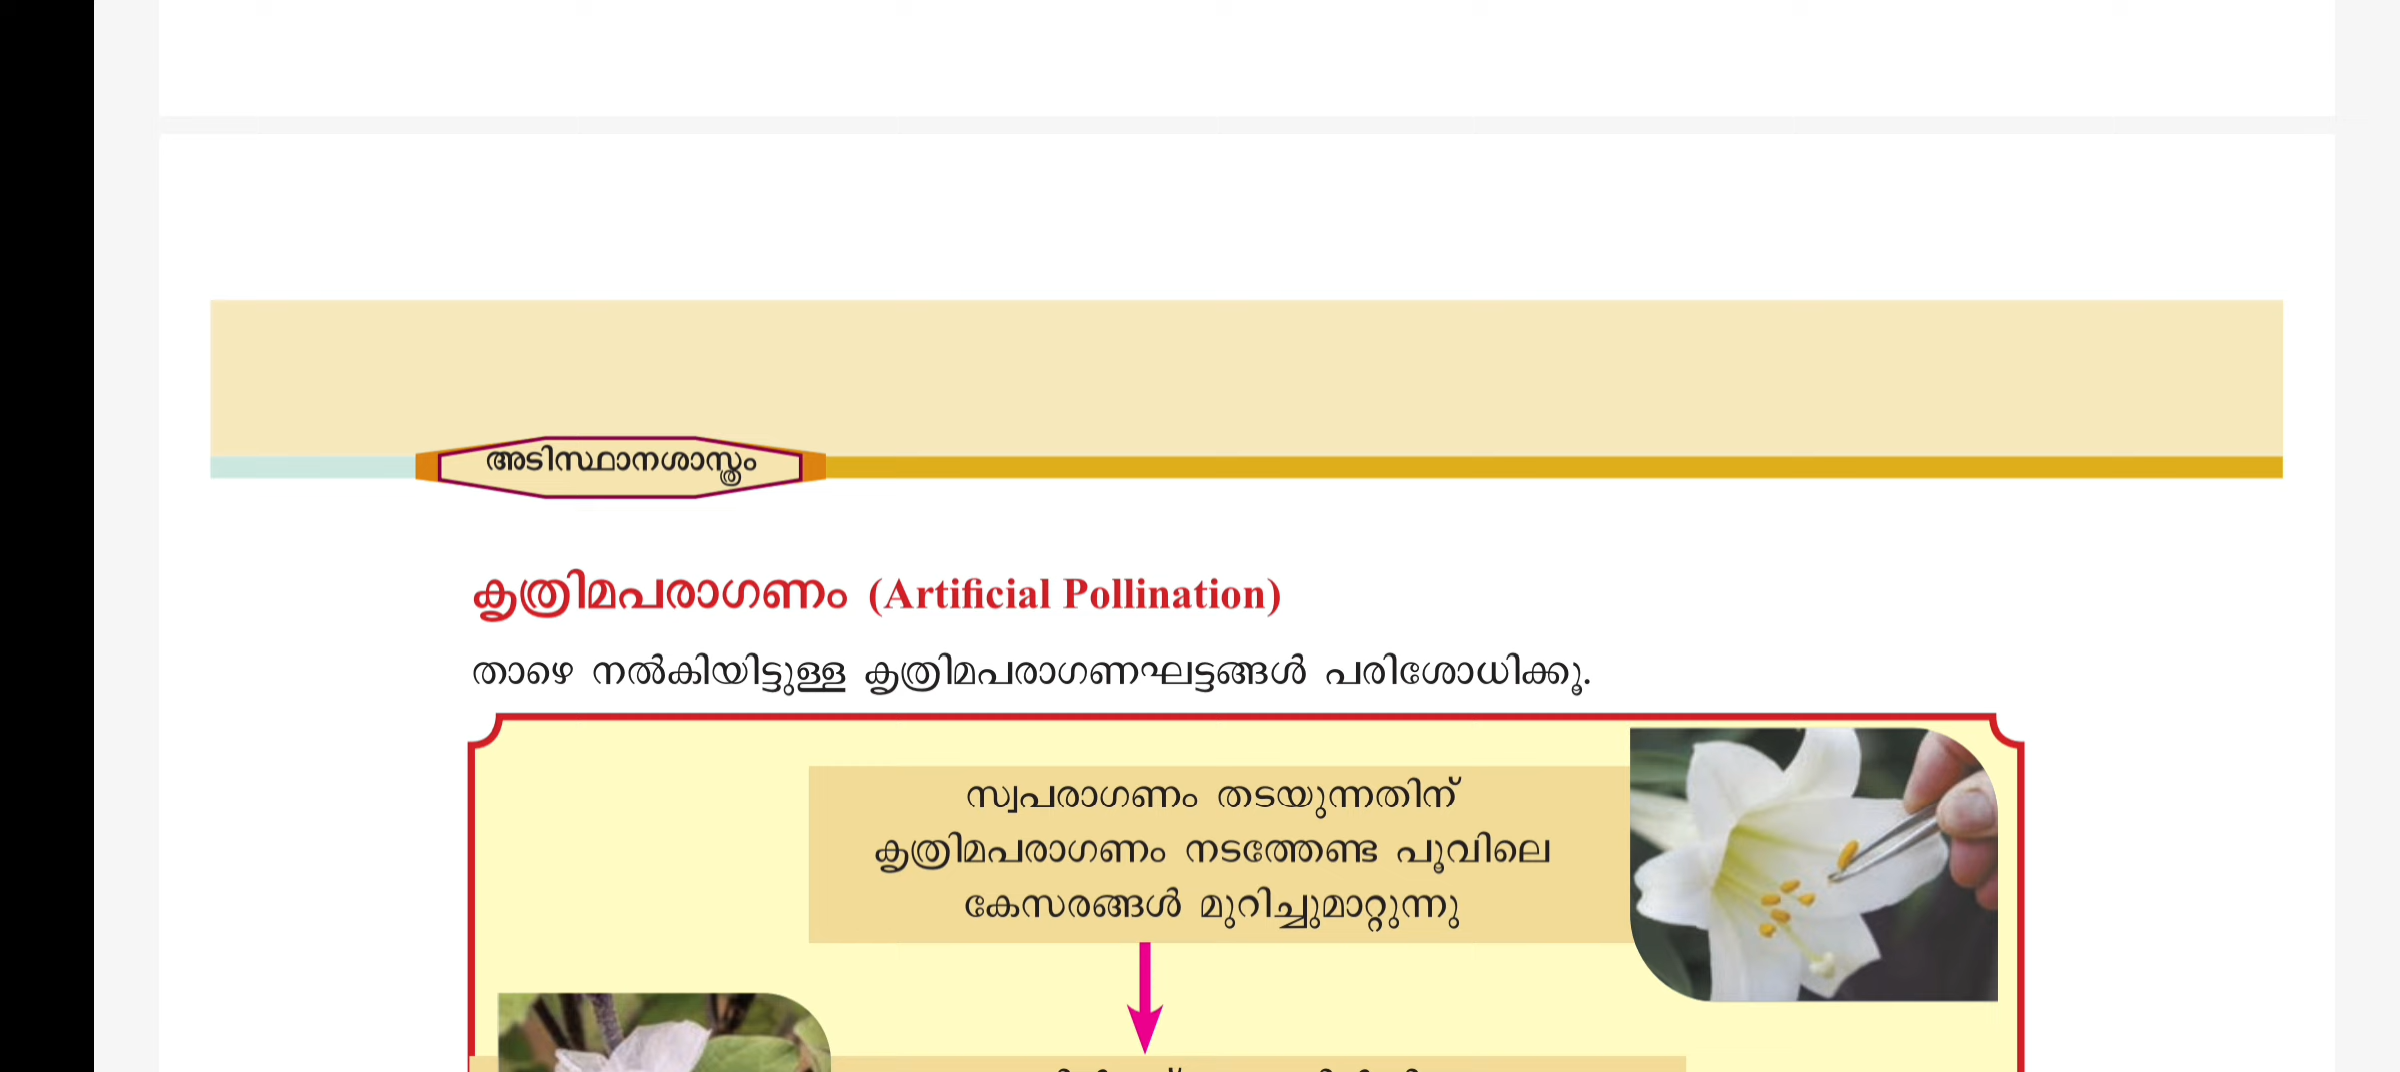 അടിസ്ഥാനശാസ്ത്രം
കൃത്രിമപരാഗണം (Artificial Pollination)
താഴെ നൽകിയിട്ടുള്ള കൃത്രിമപരാഗണഘട്ടങ്ങൾ പരിശോധിക്കൂ.
സ്വപരാഗണം തടയുന്നതിന്
കൃത്രിമപരാഗണം നടത്തേണ്ട പൂവിലെ
കേസരങ്ങൾ മുറിച്ചുമാറ്റുന്നു